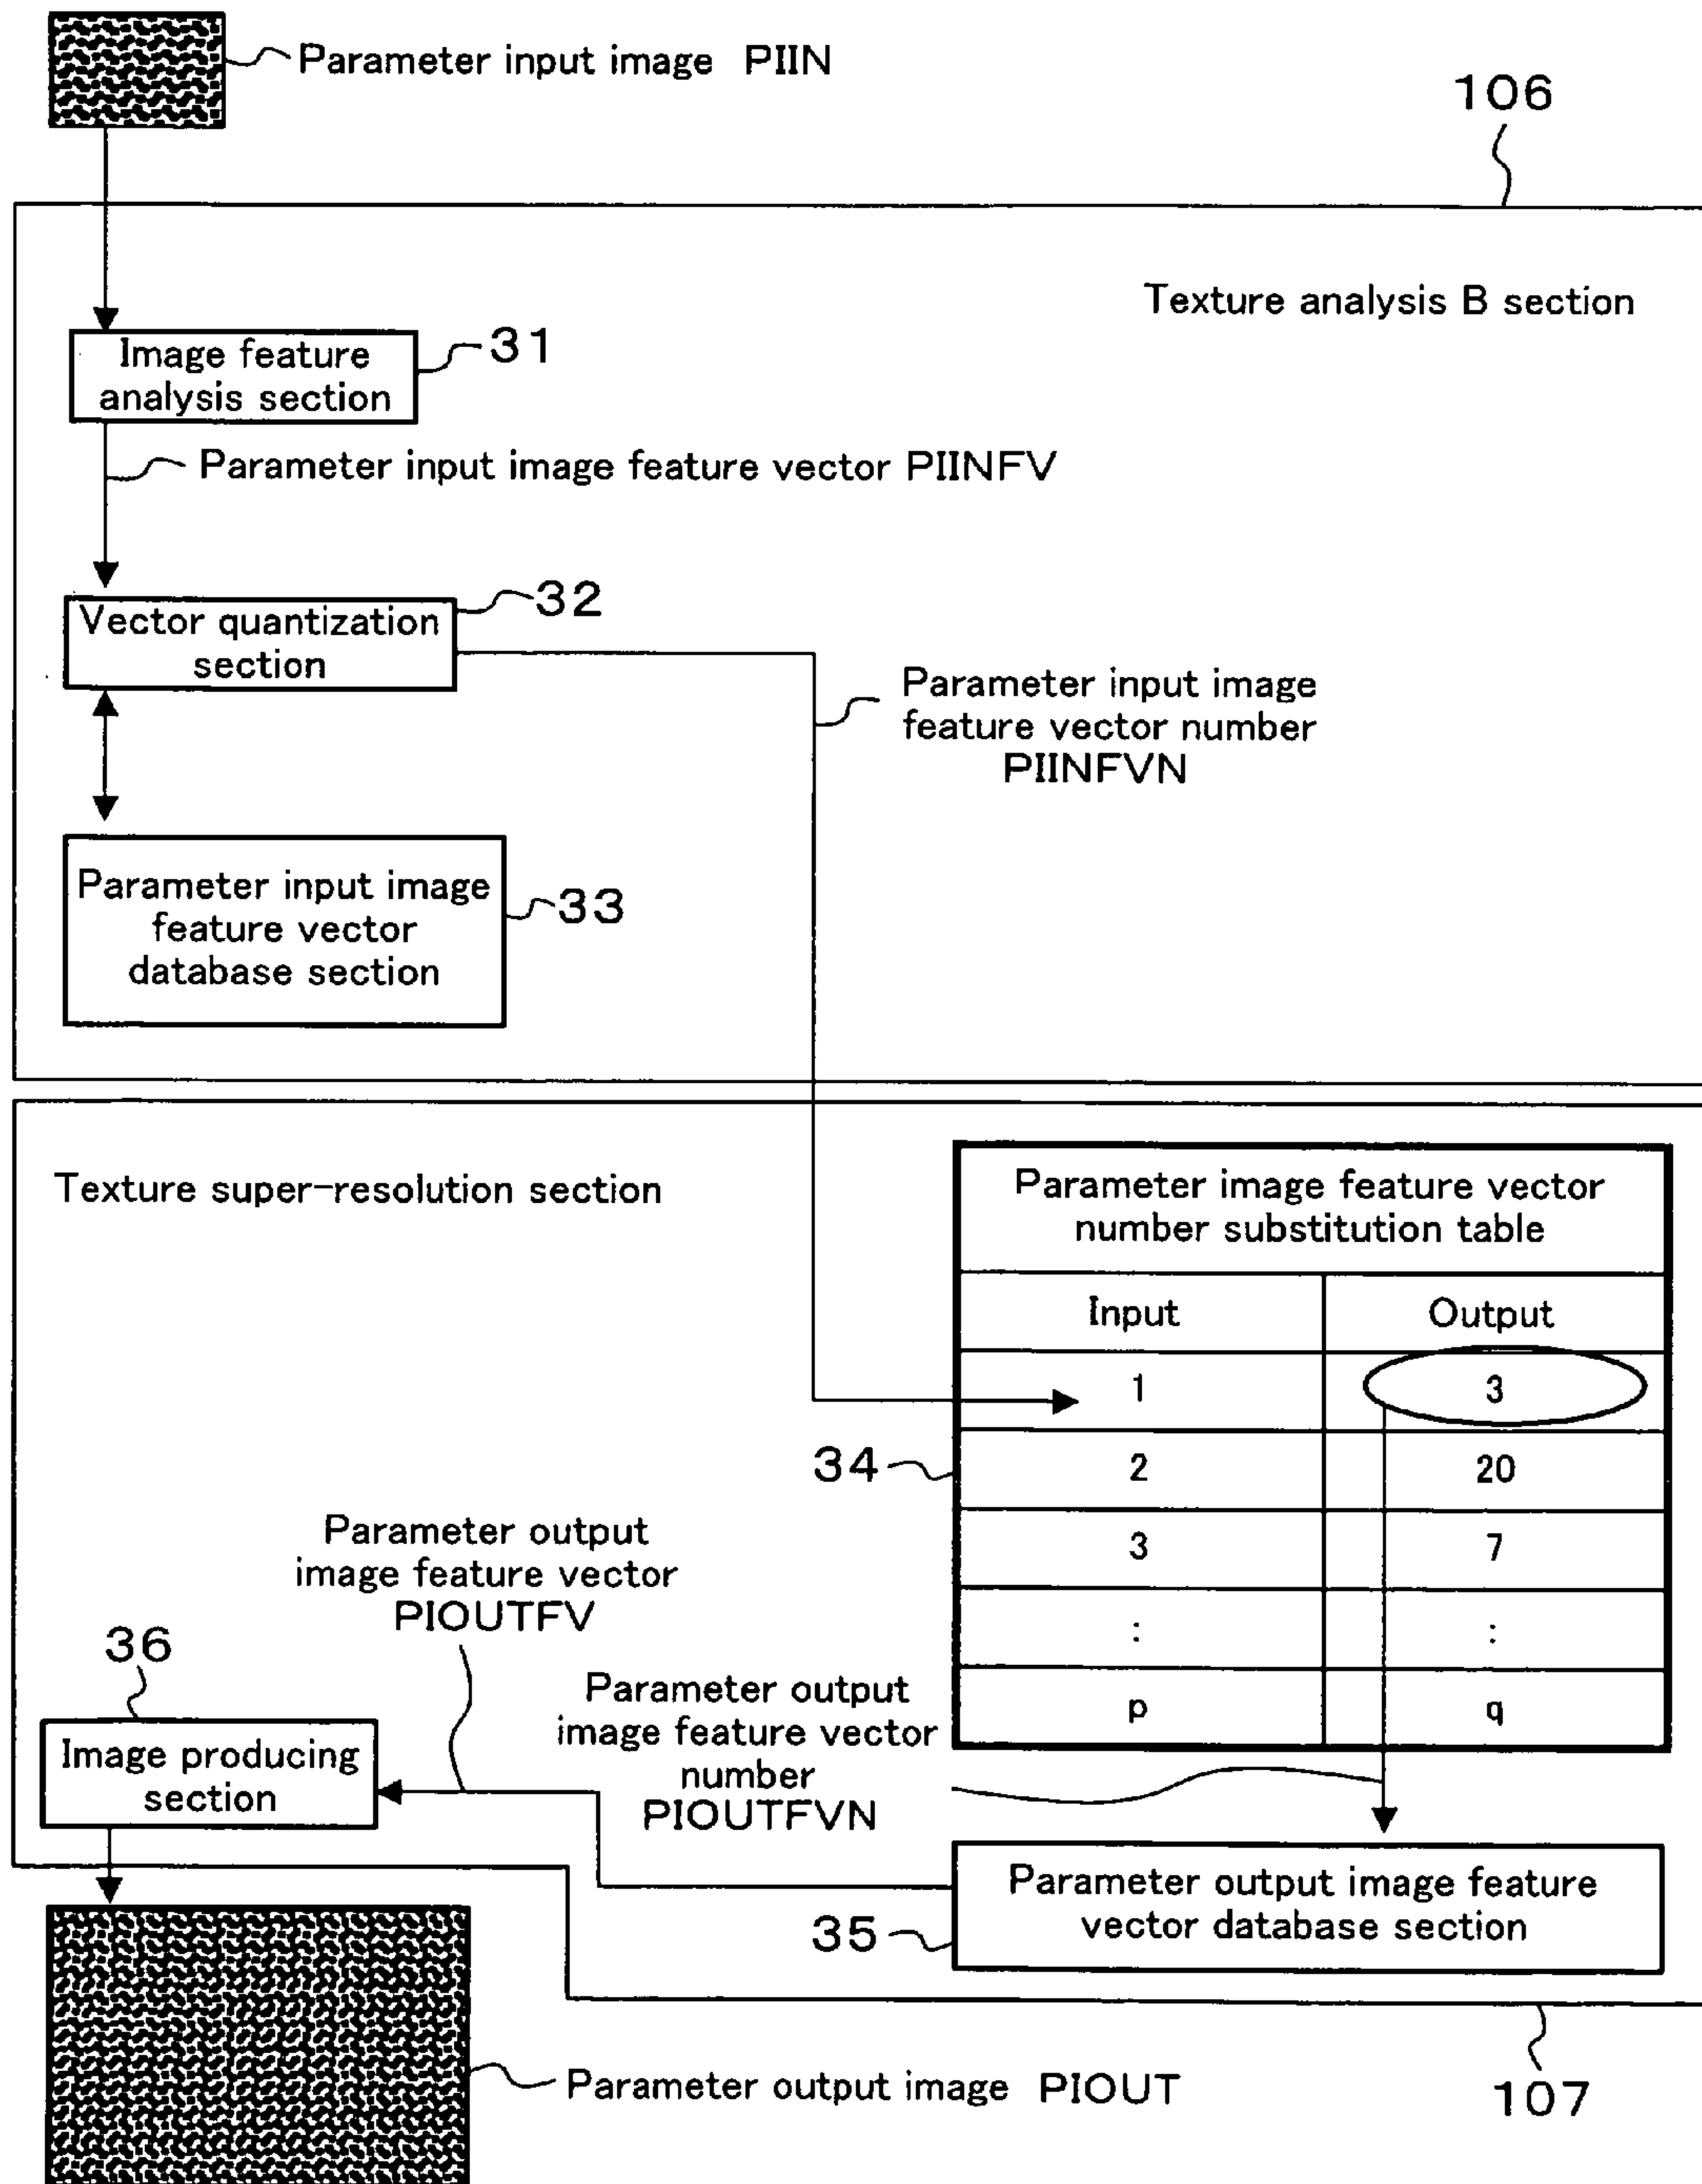 Parameter input image PIIN
106
Texture analysis B section
Image feature
analysis section
31
Parameter input image feature vector PIINFV
Vector quantization
section
32
Parameter input image
feature vector number
PIINFVN
Parameter input image
feature vector
database section
33
Texture super-resolution section
Parameter image feature vector
number substitution table
Input Output
1 3
2 20
34
3 7
: :
p q
Parameter output
image feature vector
PIOUTFV
36
Parameter output
image feature vector
number
PIOUTFVN
Image producing
section
Parameter output image feature
vector database section
35
Parameter output image PIOUT
107